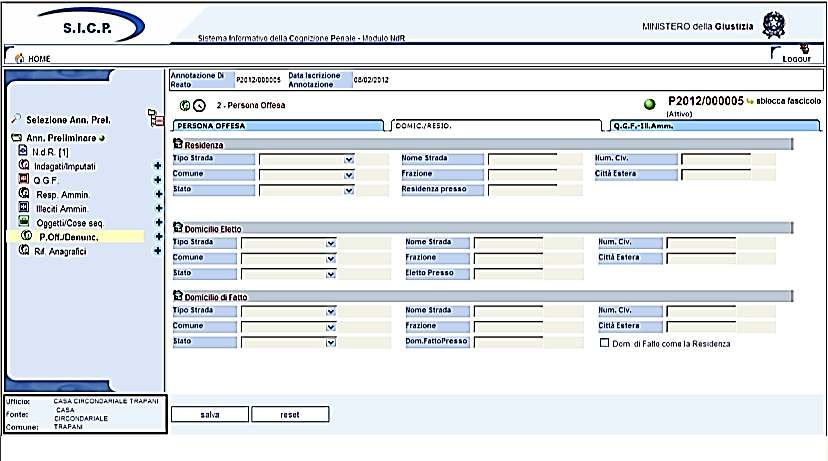 S.I.C.P.
Sistema Informativo della Cognizione Penale - Modulo NdR
MINISTERO della Giustizia
HOME
Logout
Annotazione Di Reato P2012/000005 Data Iscrizione Annotazione 08/02/2012
2 - Persona Offesa
P2012/000005 sblocca fascicolo
(Attivo)
PERSONA OFFESA DOMIC./RESID. Q.G.F.-Ill.Amm.
Selezione Ann. Prel.
Ann. Preliminare
N.d.R. [1]
Indagati/Imputati
Q.G.F.
Resp. Ammin.
Illeciti Ammin.
Oggetti/Cose seq.
P.Off./Denunc.
Rif. Anagrafici
Residenza
Tipo Strada Nome Strada Num. Civ.
Comune Frazione Città Estera
Stato Residenza presso
Domicilio Eletto
Tipo Strada Nome Strada Num. Civ.
Comune Frazione Città Estera
Stato Eletto Presso
Domicilio di Fatto
Tipo Strada Nome Strada Num. Civ.
Comune Frazione Città Estera
Stato Dom.FattoPresso Dom. di Fatto come la Residenza
Ufficio: CASA CIRCONDARIALE TRAPANI
Fonte: CASA CIRCONDARIALE
Comune: TRAPANI
salva reset